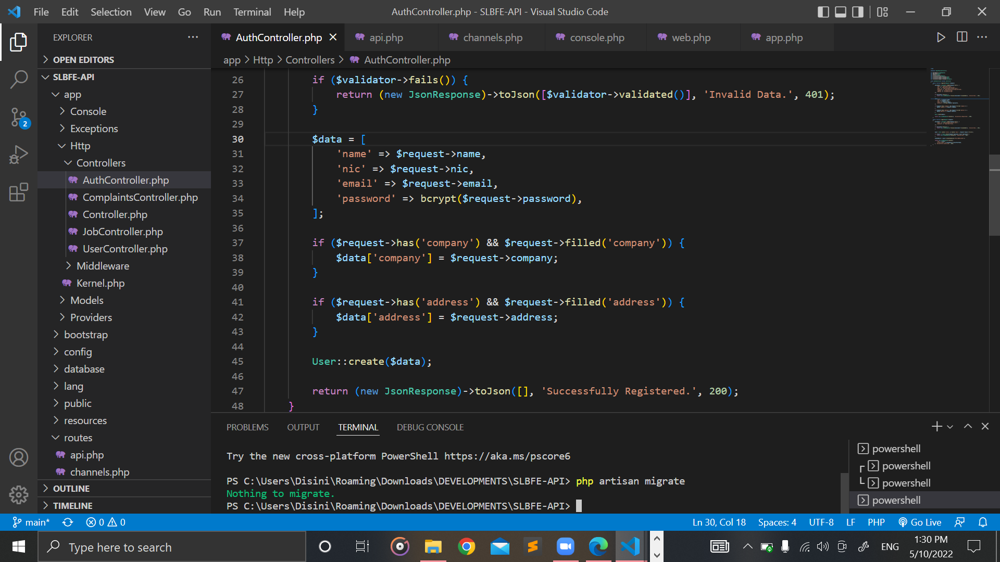 File Edit Selection View Go Run Terminal Help
AuthController.php - SLBFE-API - Visual Studio Code
EXPLORER
OPEN EDITORS
SLBFE-API
app
Console
Exceptions
Http
Controllers
AuthController.php
ComplaintsController.php
Controller.php
JobController.php
UserController.php
Middleware
Kernel.php
Models
Providers
bootstrap
config
database
lang
public
resources
routes
api.php
channels.php
OUTLINE
TIMELINE
2
AuthController.php api.php channels.php console.php web.php app.php
app > Http > Controllers > AuthController.php
26 if ($validator->fails()) {
27 return (new JsonResponse)->toJson([$validator->validated()], 'Invalid Data.', 401);
28 }
29
30 $data = [
31 'name' => $request->name,
32 'nic' => $request->nic,
33 'email' => $request->email,
34 'password' => bcrypt($request->password),
35 ];
36
37 if ($request->has('company') && $request->filled('company')) {
38 $data['company'] = $request->company;
39 }
40
41 if ($request->has('address') && $request->filled('address')) {
42 $data['address'] = $request->address;
43 }
44
45 User::create($data);
46
47 return (new JsonResponse)->toJson([], 'Successfully Registered.', 200);
48 }
PROBLEMS OUTPUT TERMINAL DEBUG CONSOLE
Try the new cross-platform PowerShell https://aka.ms/pscore6
PS C:\Users\Disini\Roaming\Downloads\DEVELOPMENTS\SLBFE-API> php artisan migrate
Nothing to migrate.
PS C:\Users\Disini\Roaming\Downloads\DEVELOPMENTS\SLBFE-API>
powershell
powershell
powershell
powershell
main* 0 0 Ln 30, Col 18 Spaces: 4 UTF-8 LF PHP Go Live
Type here to search
ENG
1:30 PM
5/10/2022